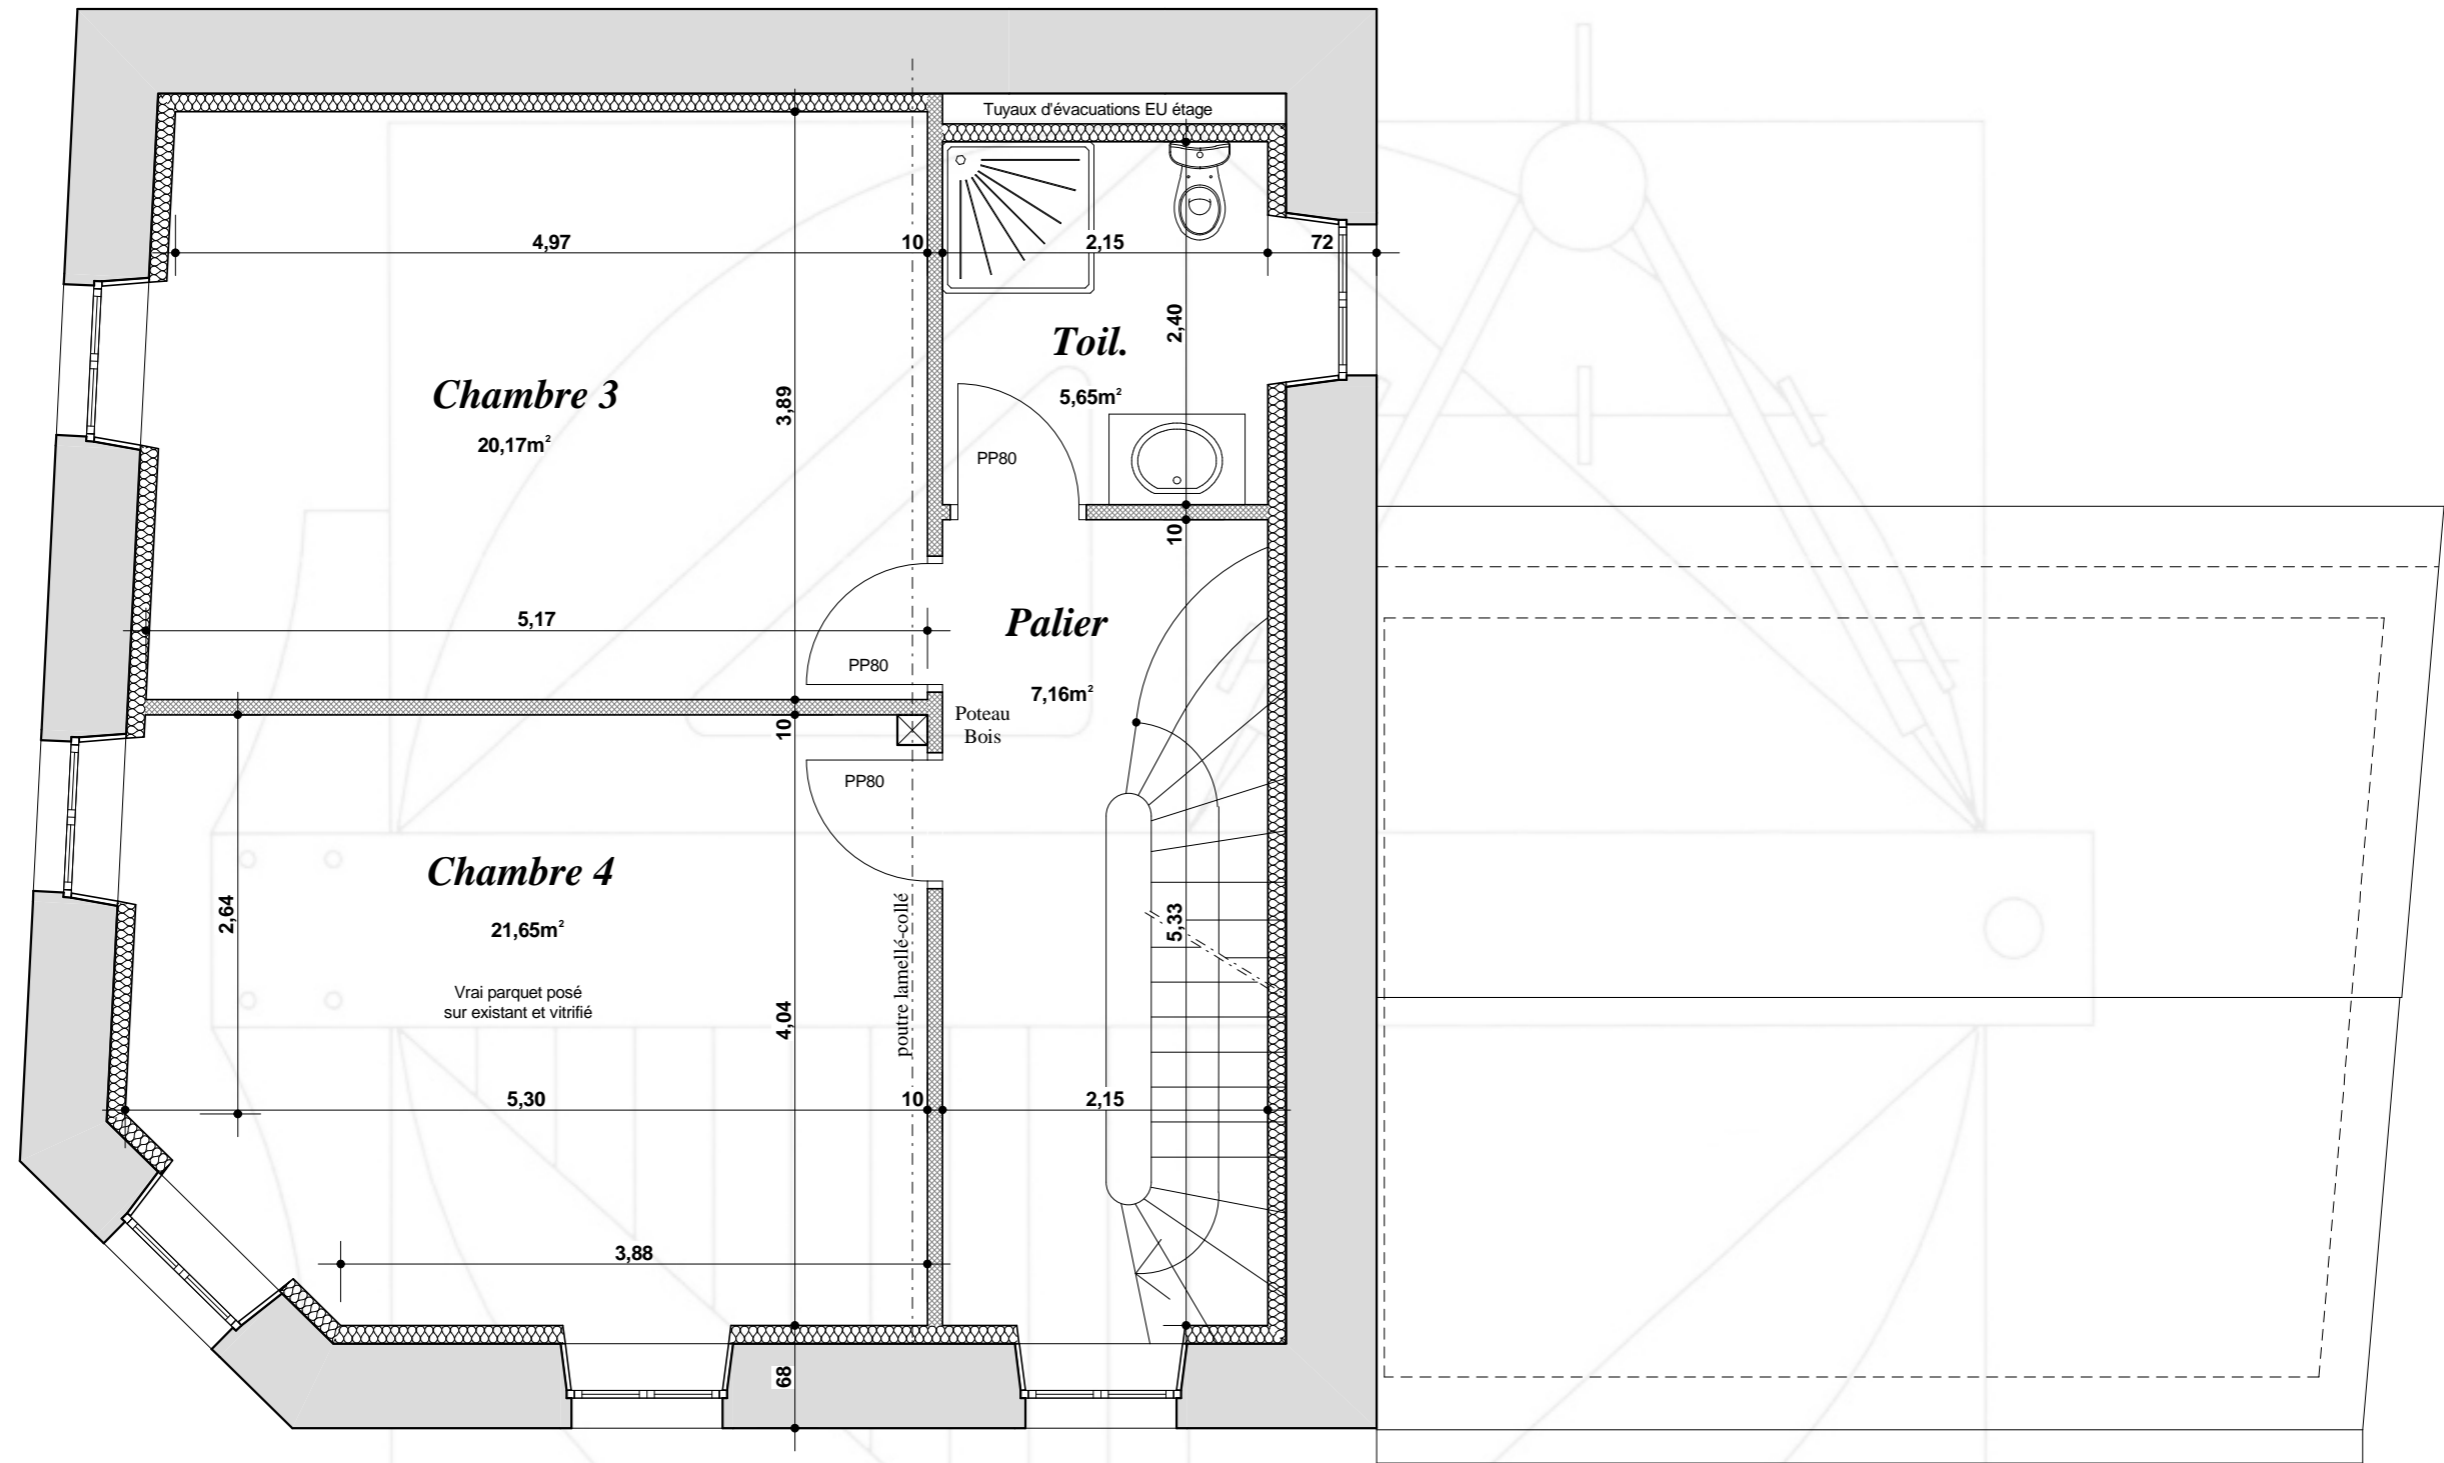 Tuyaux d'évacuations EU étage
4,97
10
2,15
72
2,40
Toil.
5,65m²
Chambre 3
20,17m²
3,89
PP80
10
5,17
Palier
PP80
7,16m²
Poteau
Bois
10
PP80
Chambre 4
21,65m²
2,64
poutre lamellé-collé
5,33
Vrai parquet posé
sur existant et vitrifié
4,04
5,30
10
2,15
3,88
68